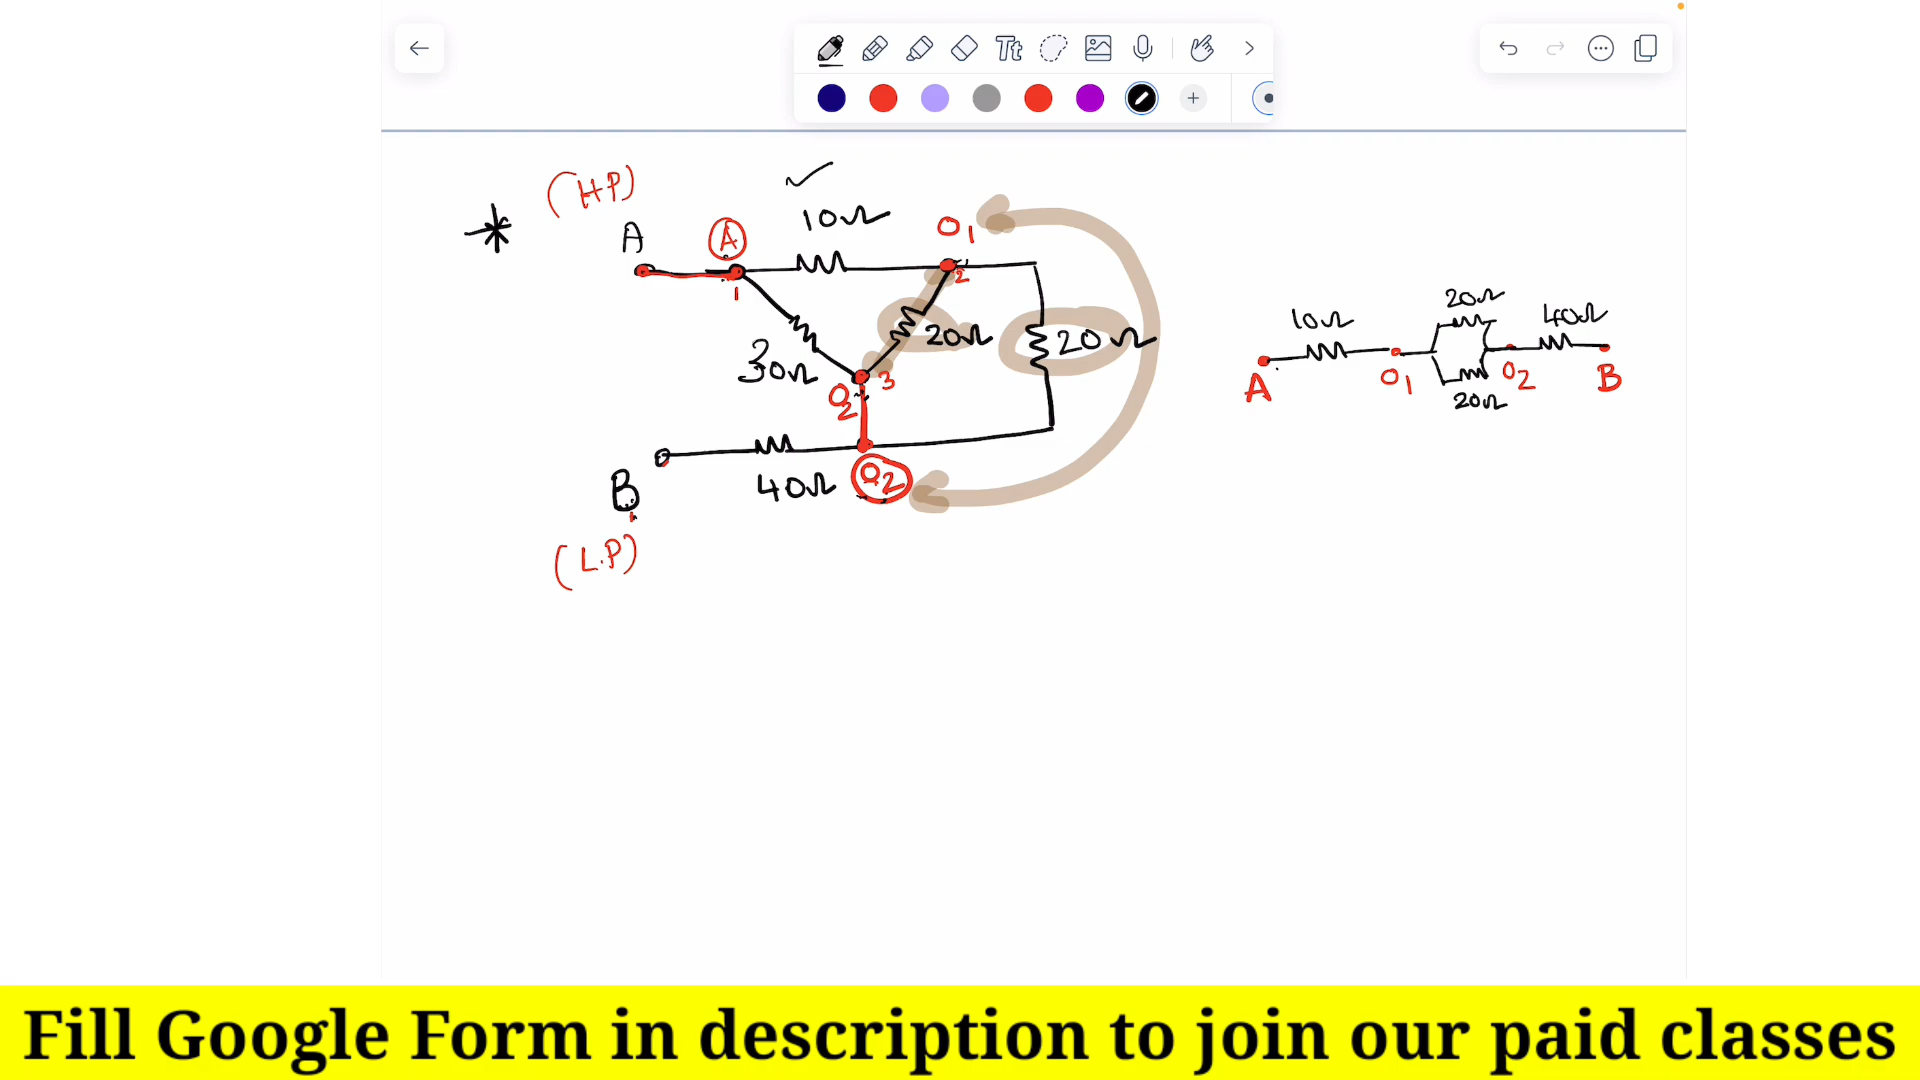 Tt
(H.P)
A
A
10Ω
O1
1
2
30Ω
20Ω
20Ω
3
O2
B
40Ω
O2
(L.P)
10Ω
20Ω
40Ω
A
O1
O2
B
20Ω
Fill Google Form in description to join our paid classes